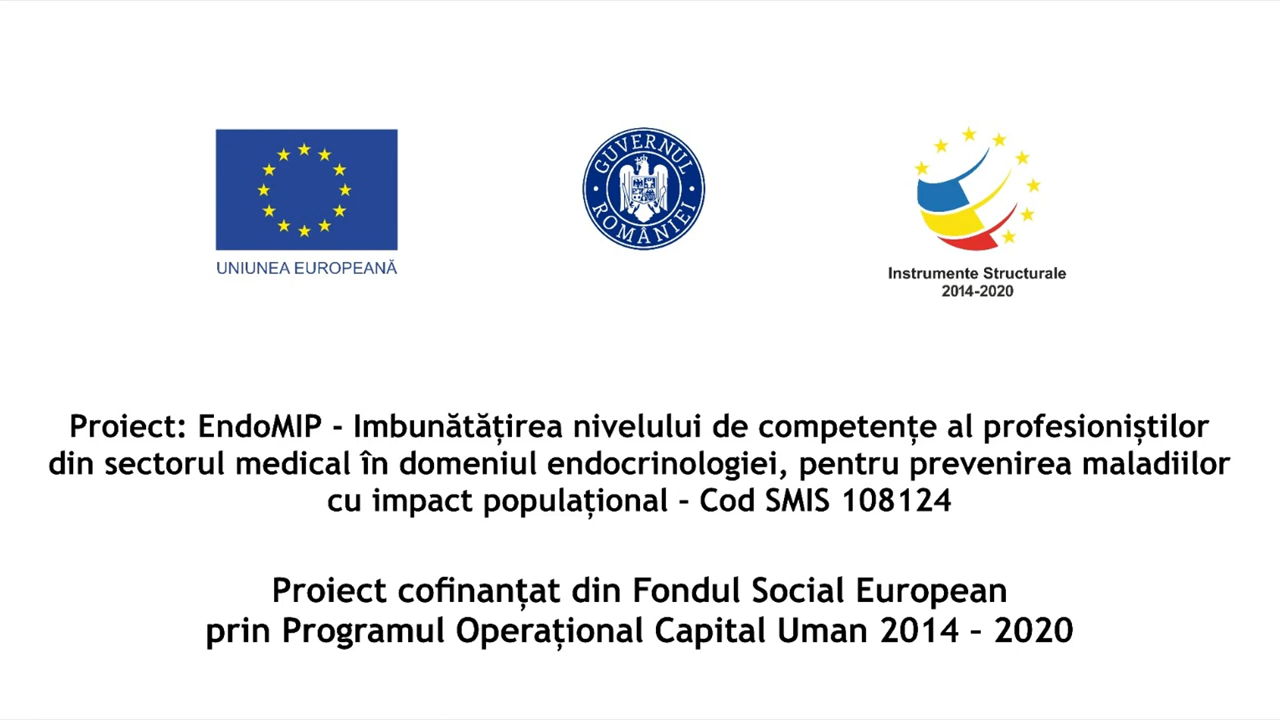 GUVERNUL ROMÂNIEI
UNIUNEA EUROPEANĂ
Instrumente Structurale
2014-2020
Proiect: EndoMIP - Imbunătățirea nivelului de competențe al profesioniștilor
din sectorul medical în domeniul endocrinologiei, pentru prevenirea maladiilor
cu impact populațional – Cod SMIS 108124
Proiect cofinanțat din Fondul Social European
prin Programul Operațional Capital Uman 2014 – 2020